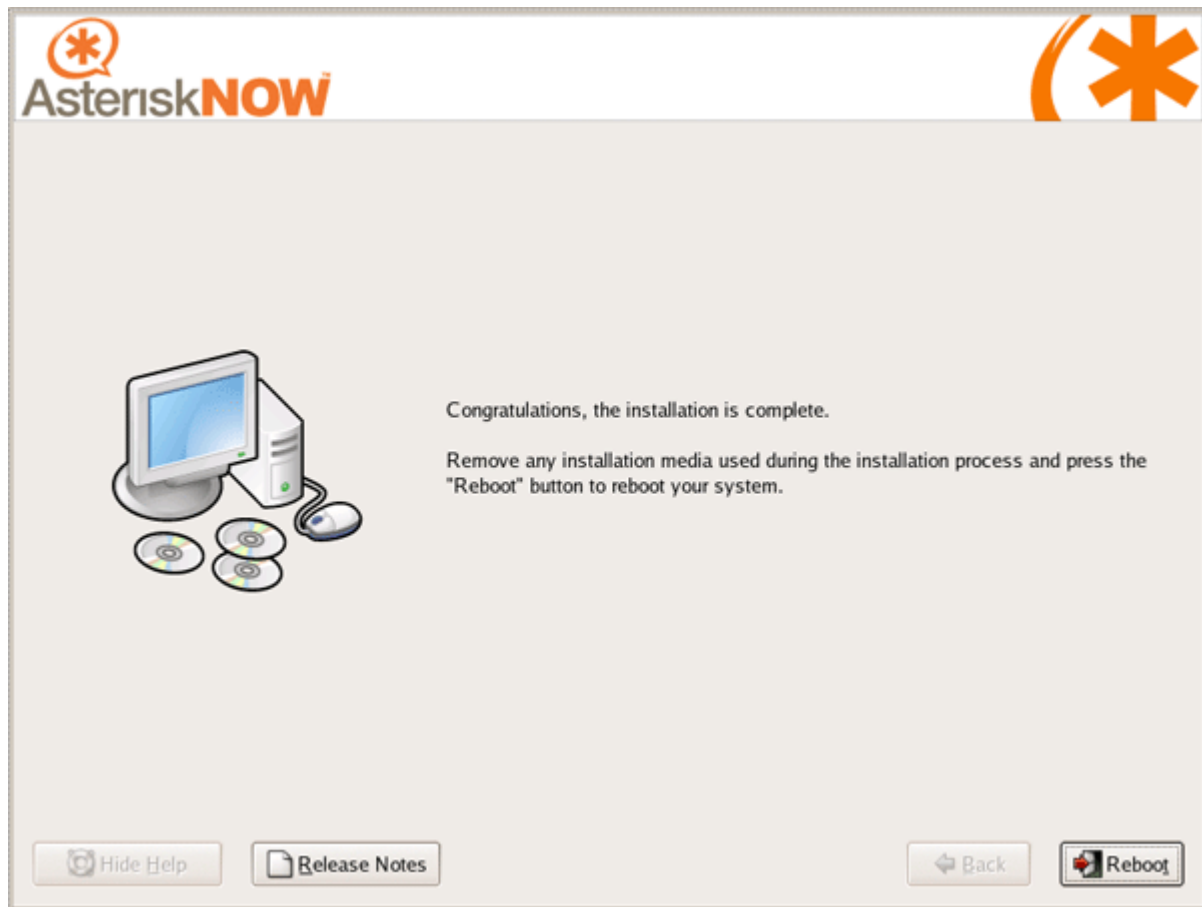 AsterıskNOW™
Congratulations, the installation is complete.
Remove any installation media used during the installation process and press the
"Reboot" button to reboot your system.
Hide Help
Release Notes
Back
Reboot